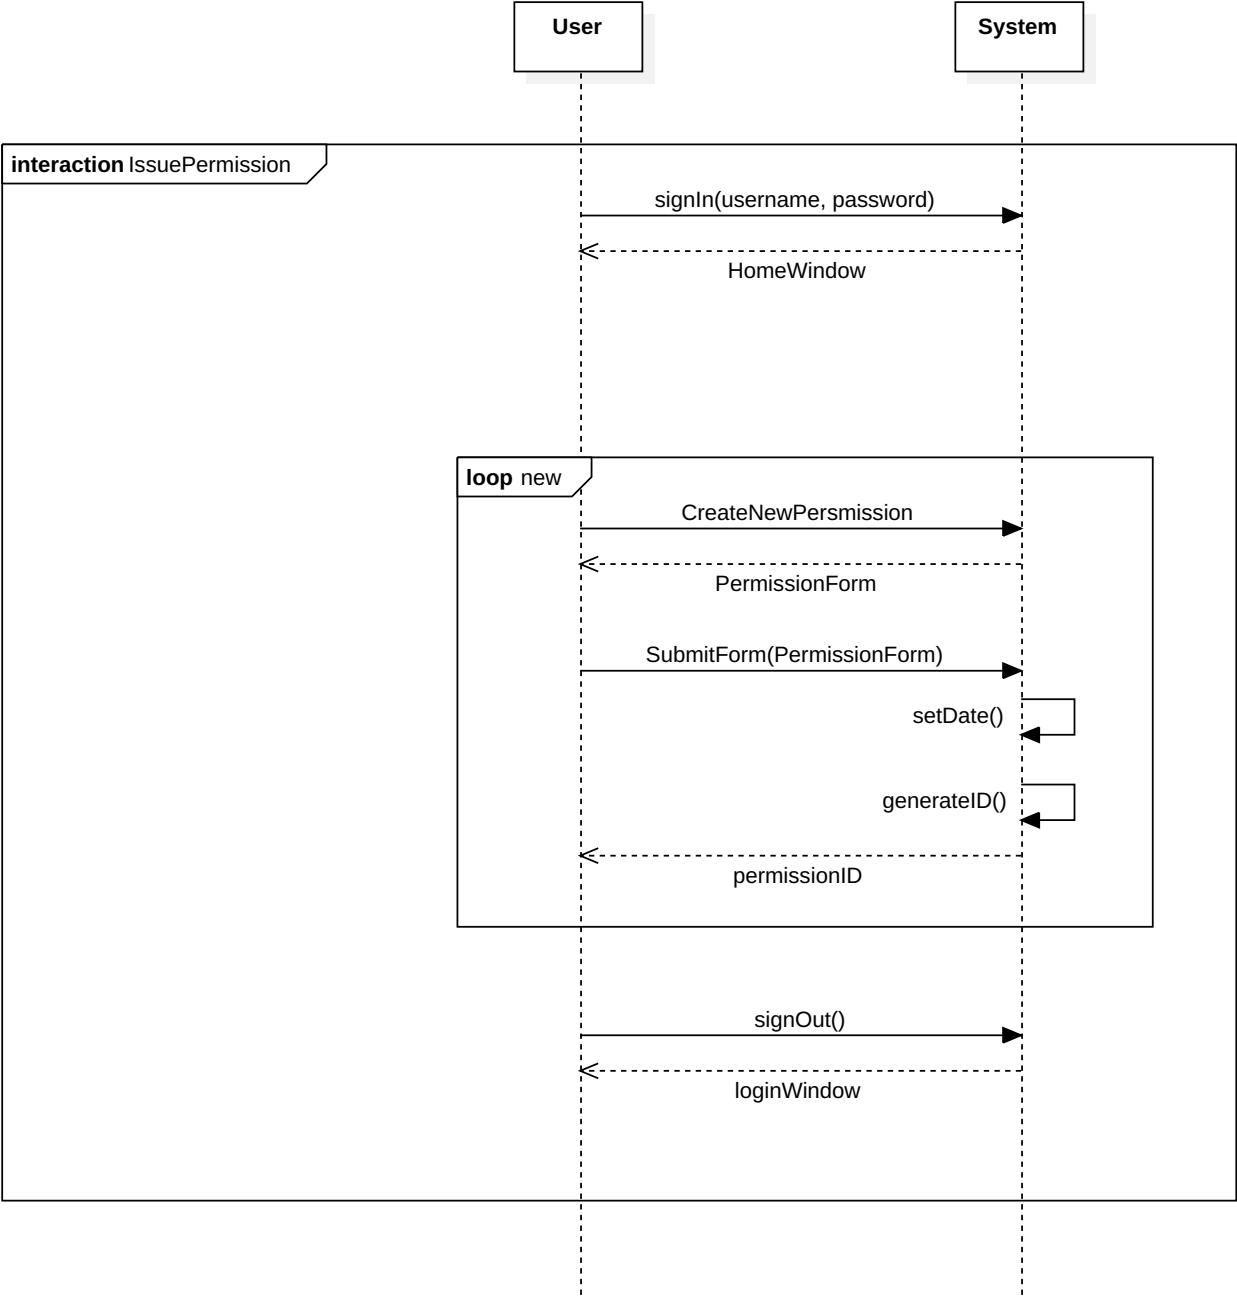 User
System
interaction IssuePermission
signIn(username, password)
HomeWindow
loop new
CreateNewPersmission
PermissionForm
SubmitForm(PermissionForm)
setDate()
generateID()
permissionID
signOut()
loginWindow